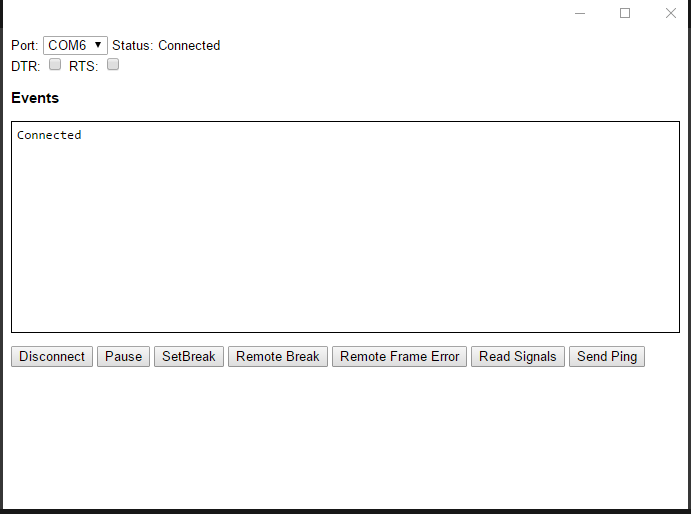 Port: COM6 Status: Connected
DTR: RTS:
Events
Connected
Disconnect Pause SetBreak Remote Break Remote Frame Error Read Signals Send Ping